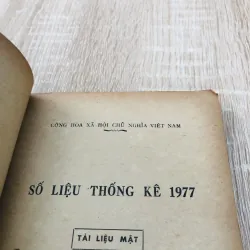 CỘNG HÒA XÃ HỘI CHỦ NGHĨA VIỆT NAM
SỐ LIỆU THỐNG KÊ 1977
TÀI LIỆU MẬT